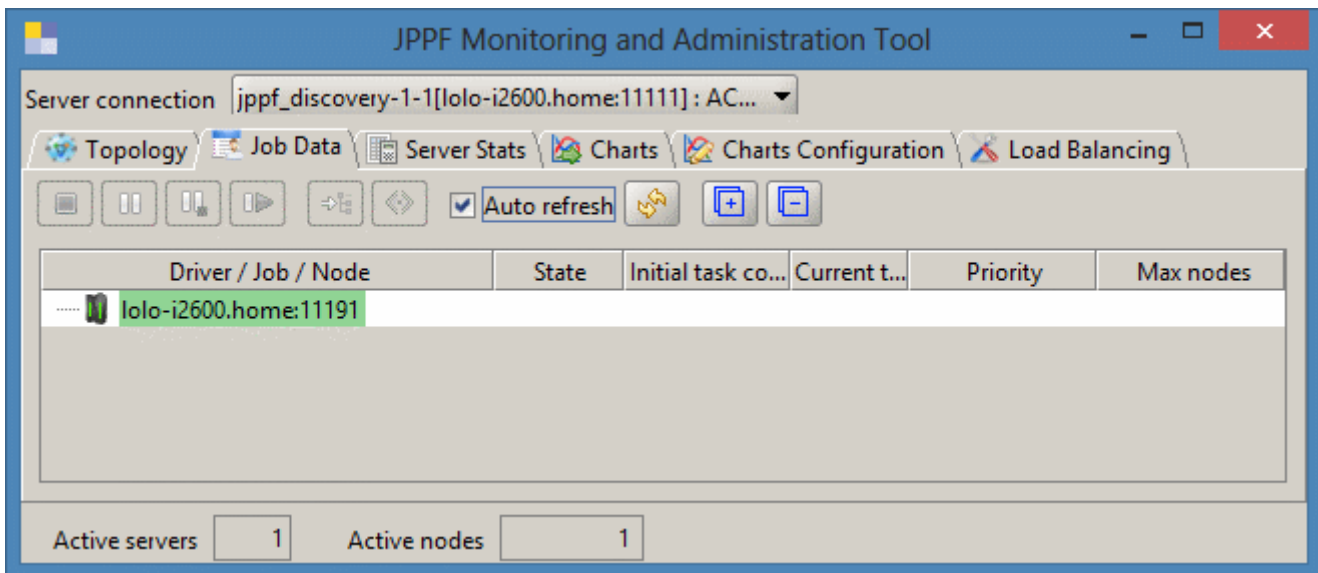 JPPF Monitoring and Administration Tool
Server connection jppf_discovery-1-1[lolo-i2600.home:11111] : AC...
Topology Job Data Server Stats Charts Charts Configuration Load Balancing
Auto refresh
Driver / Job / Node State Initial task co... Current t... Priority Max nodes
lolo-i2600.home:11191
Active servers 1 Active nodes 1